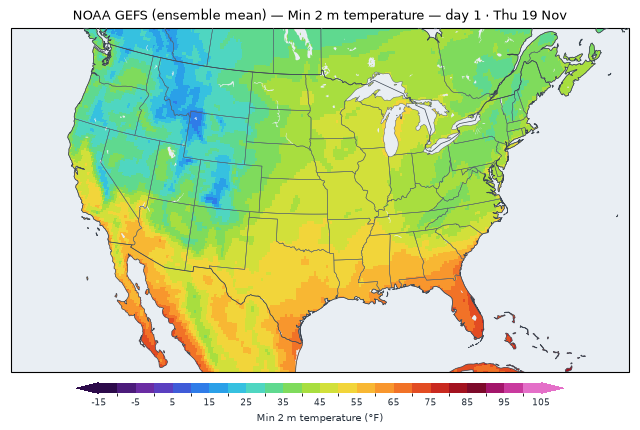 NOAA GEFS (ensemble mean) — Min 2 m temperature — day 1 · Thu 19 Nov
-15 -5 5 15 25 35 45 55 65 75 85 95 105
Min 2 m temperature (°F)